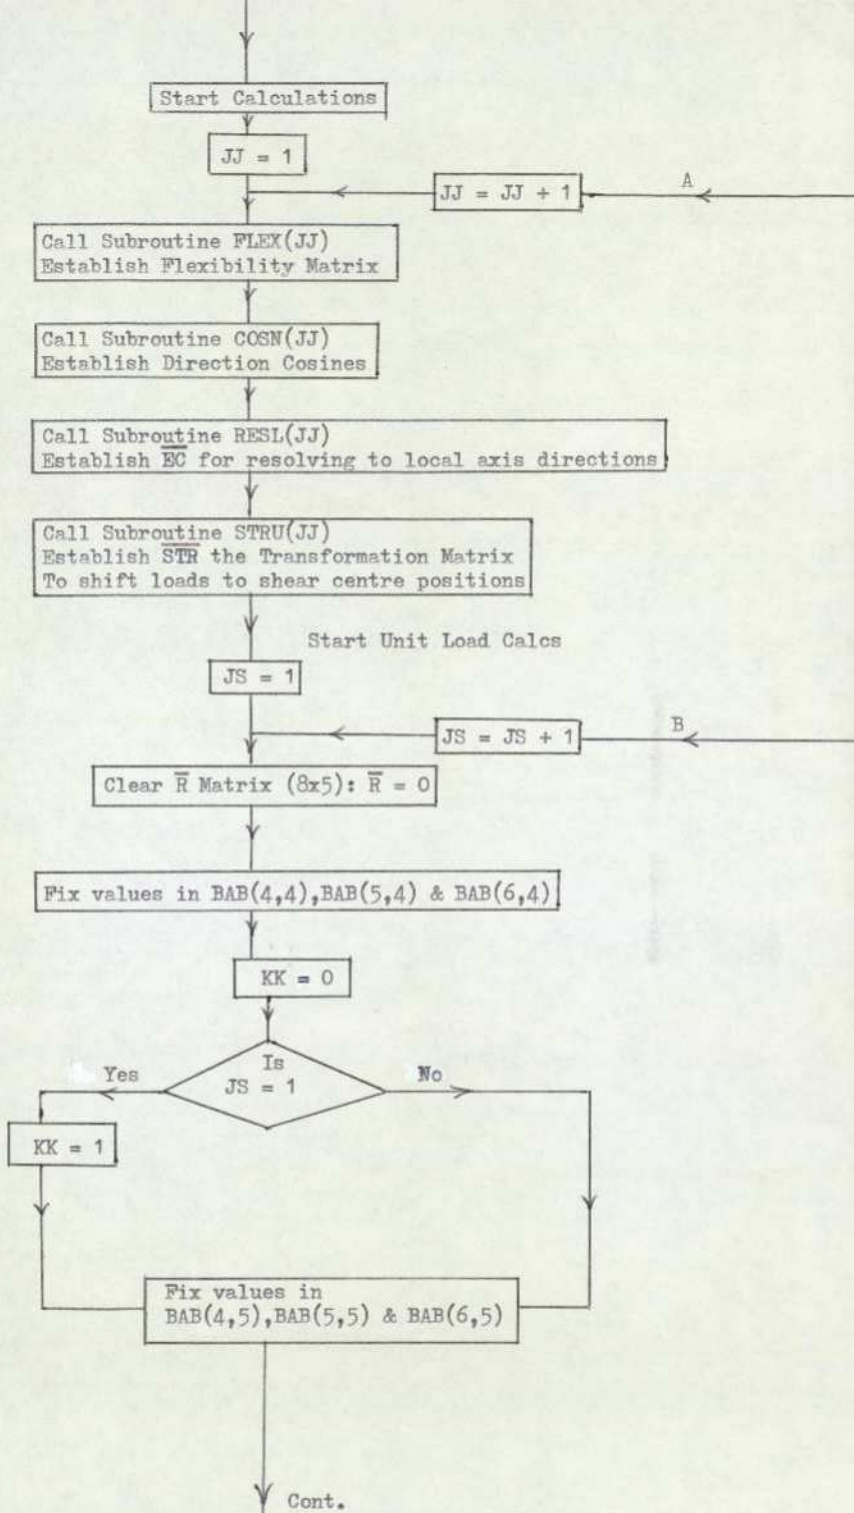 Start Calculations
JJ = 1
JJ = JJ + 1
A
Call Subroutine FLEX(JJ)
Establish Flexibility Matrix
Call Subroutine COSN(JJ)
Establish Direction Cosines
Call Subroutine RESL(JJ)
Establish E̅C̅ for resolving to local axis directions
Call Subroutine STRU(JJ)
Establish S̅T̅R̅ the Transformation Matrix
To shift loads to shear centre positions
Start Unit Load Calcs
JS = 1
JS = JS + 1
B
Clear R̅ Matrix (8x5): R̅ = 0
Fix values in BAB(4,4),BAB(5,4) & BAB(6,4)
KK = 0
Is
JS = 1
Yes
No
KK = 1
Fix values in
BAB(4,5),BAB(5,5) & BAB(6,5)
Cont.